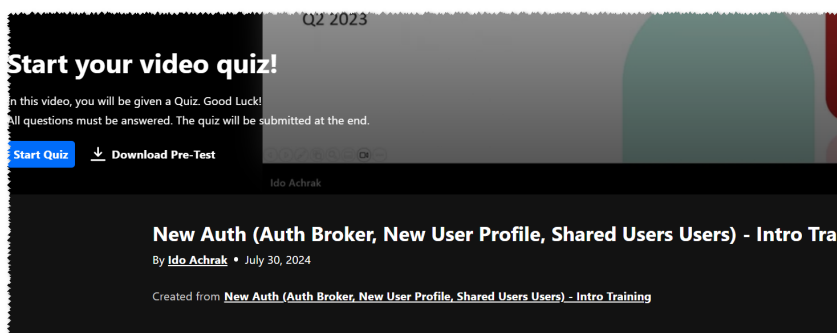 Q2 2023
Start your video quiz!
In this video, you will be given a Quiz. Good Luck!
All questions must be answered. The quiz will be submitted at the end.
Start Quiz
Download Pre-Test
Ido Achrak
New Auth (Auth Broker, New User Profile, Shared Users Users) - Intro Tra
By Ido Achrak • July 30, 2024
Created from New Auth (Auth Broker, New User Profile, Shared Users Users) - Intro Training